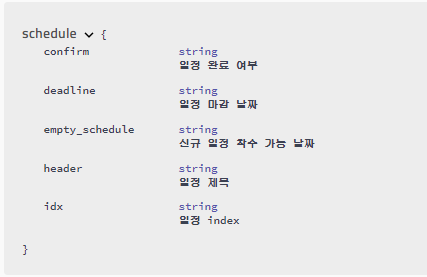 schedule {
confirm string
일정 완료 여부
deadline string
일정 마감 날짜
empty_schedule string
신규 일정 착수 가능 날짜
header string
일정 제목
idx string
일정 index
}